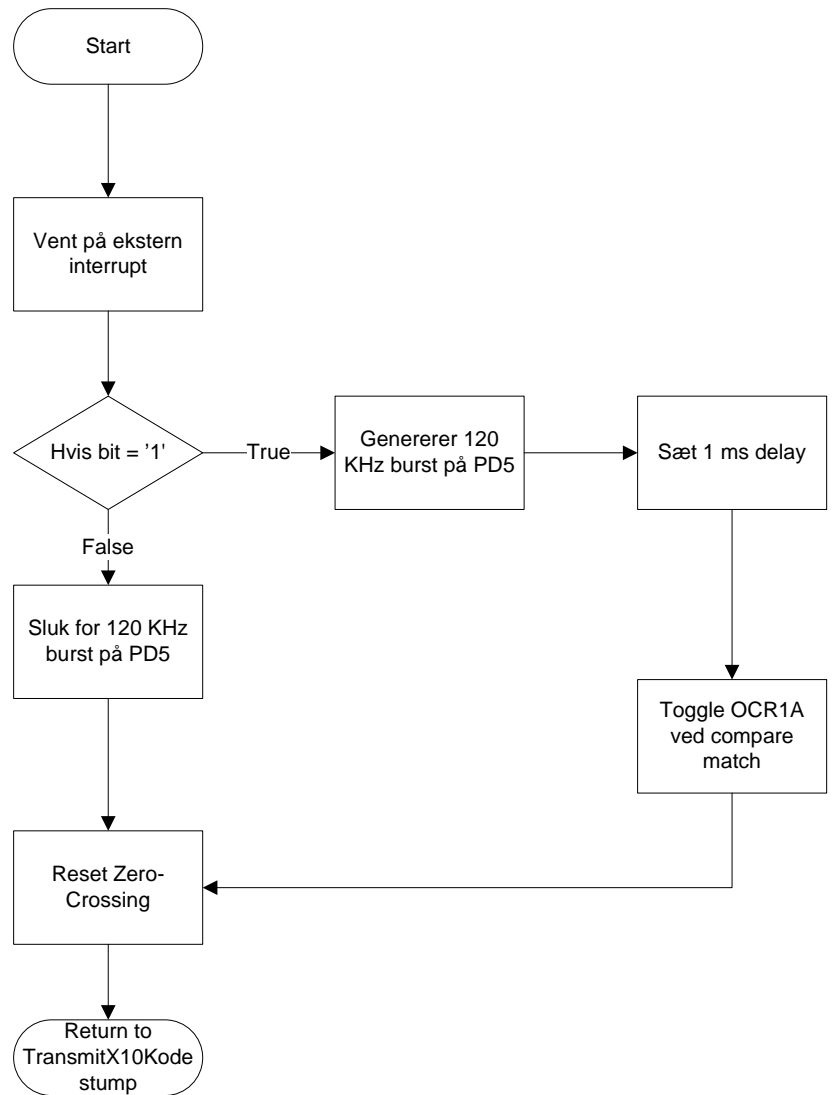 Start
Vent på ekstern
interrupt
Hvis bit = ’1'
True
Genererer 120
KHz burst på PD5
Sæt 1 ms delay
False
Sluk for 120 KHz
burst på PD5
Toggle OCR1A
ved compare
match
Reset Zero-
Crossing
Return to
TransmitX10Kode
stump